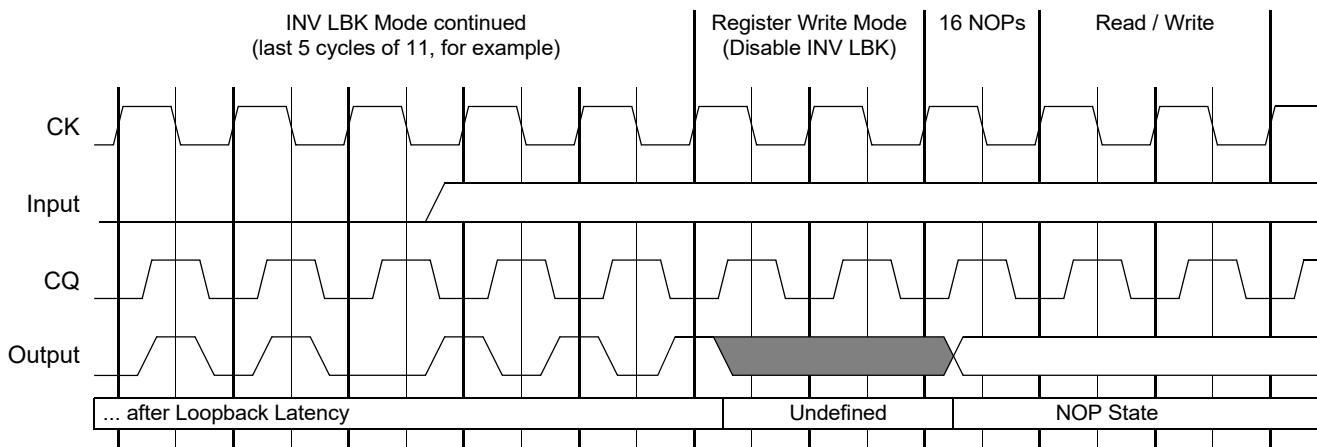 INV LBK Mode continued
(last 5 cycles of 11, for example)
Register Write Mode
(Disable INV LBK)
16 NOPs
Read / Write
CK
Input
CQ
Output
... after Loopback Latency
Undefined
NOP State